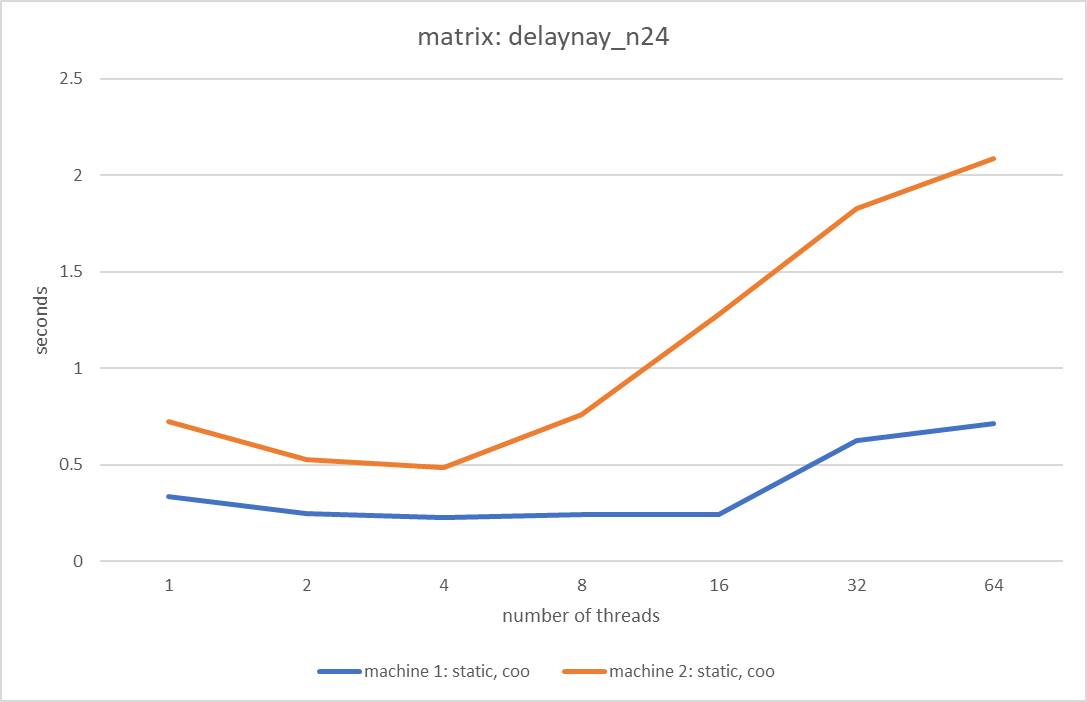 matrix: delaynay_n24
2.5
2
1.5
1
0.5
0
seconds
1 2 4 8 16 32 64
number of threads
machine 1: static, coo machine 2: static, coo